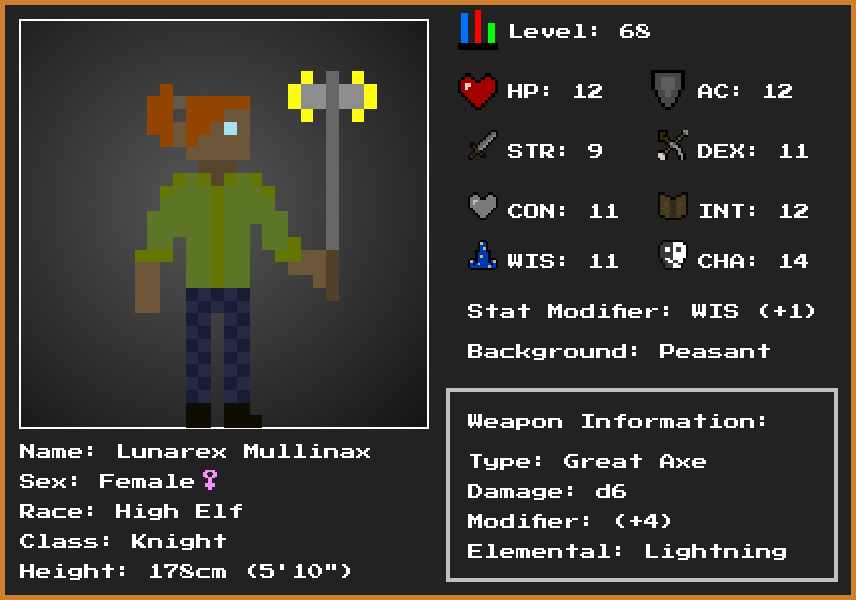 Level: 68
HP: 12
AC: 12
STR: 9
DEX: 11
CON: 11
INT: 12
WIS: 11
CHA: 14
Stat Modifier: WIS (+1)
Background: Peasant
Name: Lunarex Mullinax
Sex: Female♀
Race: High Elf
Class: Knight
Height: 178cm (5'10")
Weapon Information:
Type: Great Axe
Damage: d6
Modifier: (+4)
Elemental: Lightning